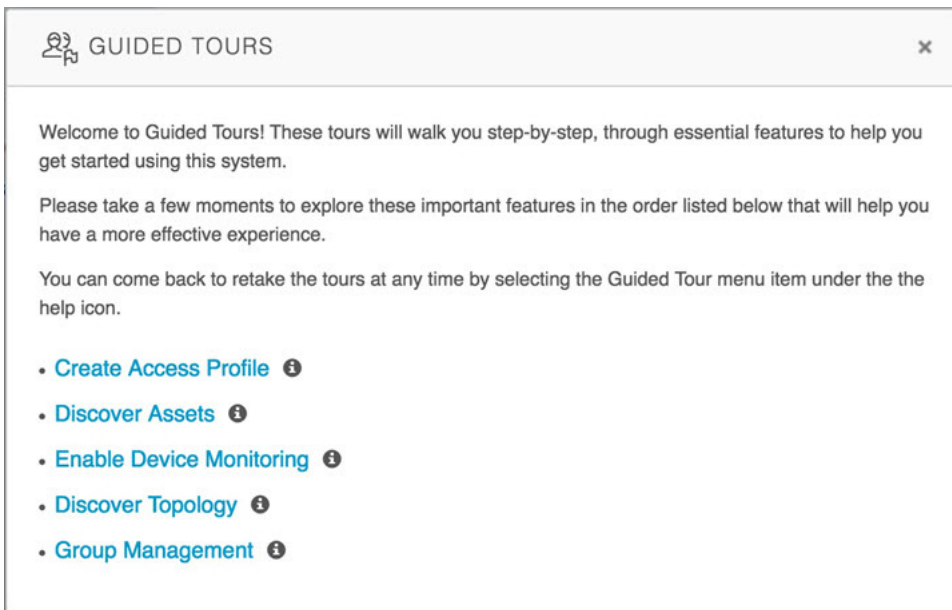 GUIDED TOURS
Welcome to Guided Tours! These tours will walk you step-by-step, through essential features to help you
get started using this system.
Please take a few moments to explore these important features in the order listed below that will help you
have a more effective experience.
You can come back to retake the tours at any time by selecting the Guided Tour menu item under the the
help icon.
• Create Access Profile
• Discover Assets
• Enable Device Monitoring
• Discover Topology
• Group Management